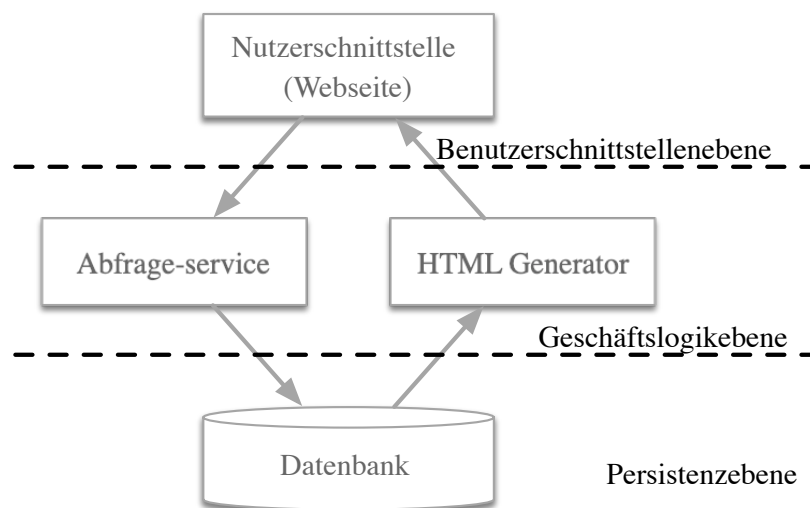 Nutzerschnittstelle
(Webseite)
Benutzerschnittstellenebene
Abfrage-service
HTML Generator
Geschäftslogikebene
Datenbank
Persistenzebene